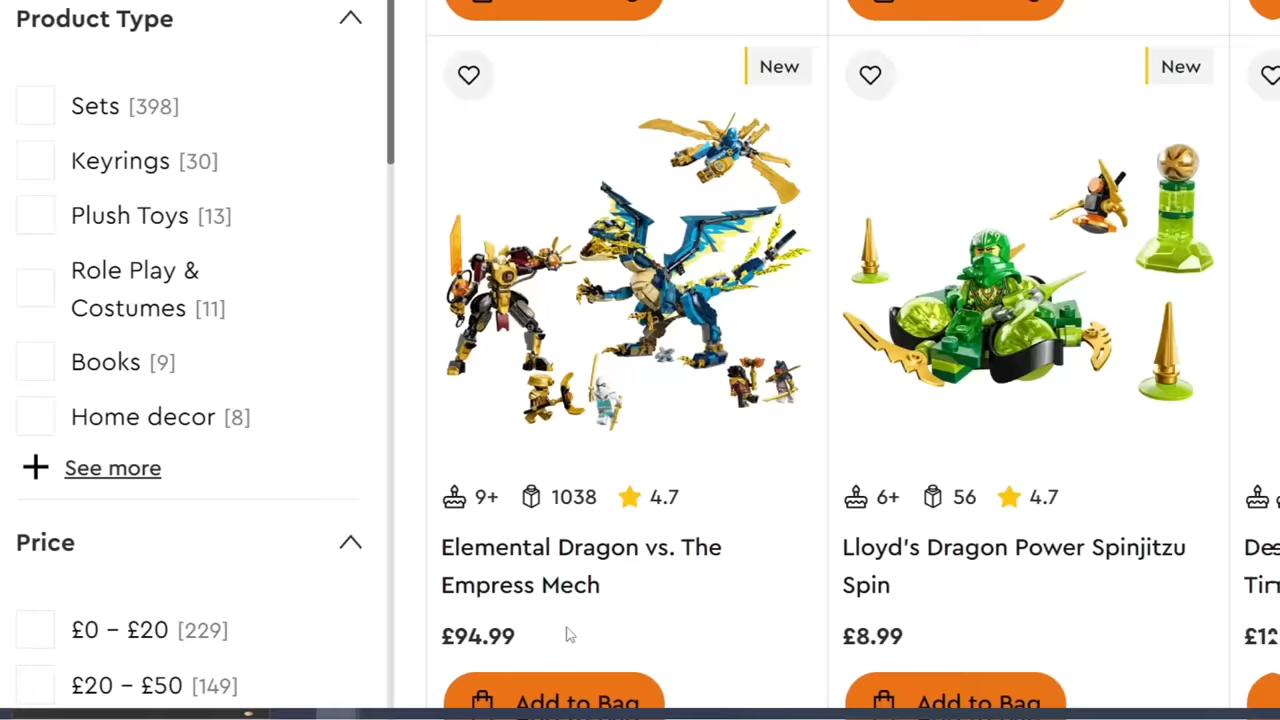 Product Type
Sets [398]
Keyrings [30]
Plush Toys [13]
Role Play &
Costumes [11]
Books [9]
Home decor [8]
See more
Price
£0 – £20 [229]
£20 – £50 [149]
New
9+ 1038 4.7
Elemental Dragon vs. The
Empress Mech
£94.99
Add to Bag
New
6+ 56 4.7
Lloyd's Dragon Power Spinjitzu
Spin
£8.99
Add to Bag